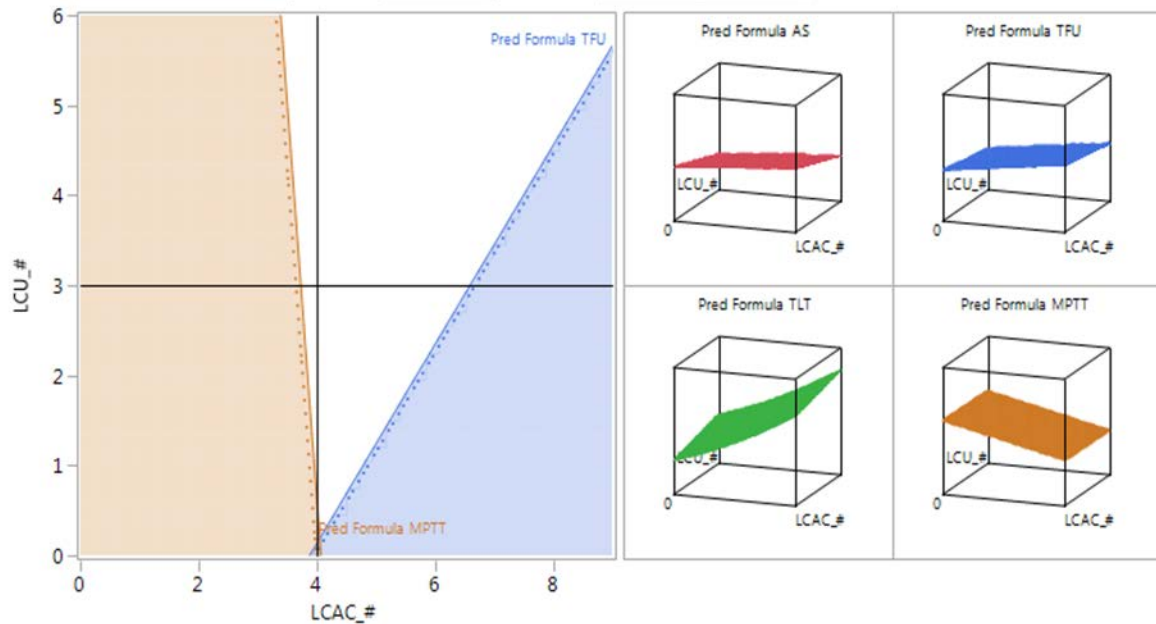 6
5
4
3
2
1
0
LCU_#
0 2 4 6 8
LCAC_#
Pred Formula TFU
Pred Formula MPTT
Pred Formula AS
LCU_#
0
LCAC_#
Pred Formula TFU
LCU_#
0
LCAC_#
Pred Formula TLT
LCU_#
0
LCAC_#
Pred Formula MPTT
LCU_#
0
LCAC_#